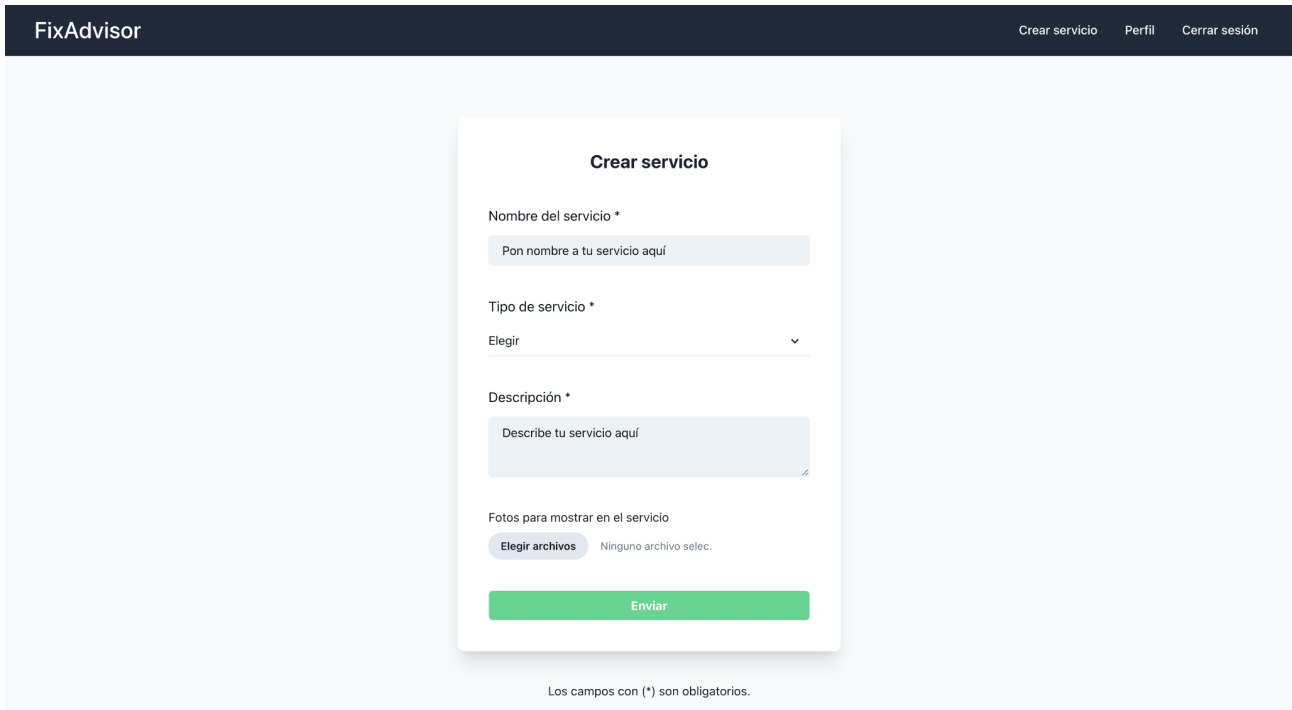 FixAdvisor
Crear servicio Perfil Cerrar sesión
Crear servicio
Nombre del servicio *
Pon nombre a tu servicio aquí
Tipo de servicio *
Elegir
Descripción *
Describe tu servicio aquí
Fotos para mostrar en el servicio
Elegir archivos Ninguno archivo selec.
Enviar
Los campos con (*) son obligatorios.